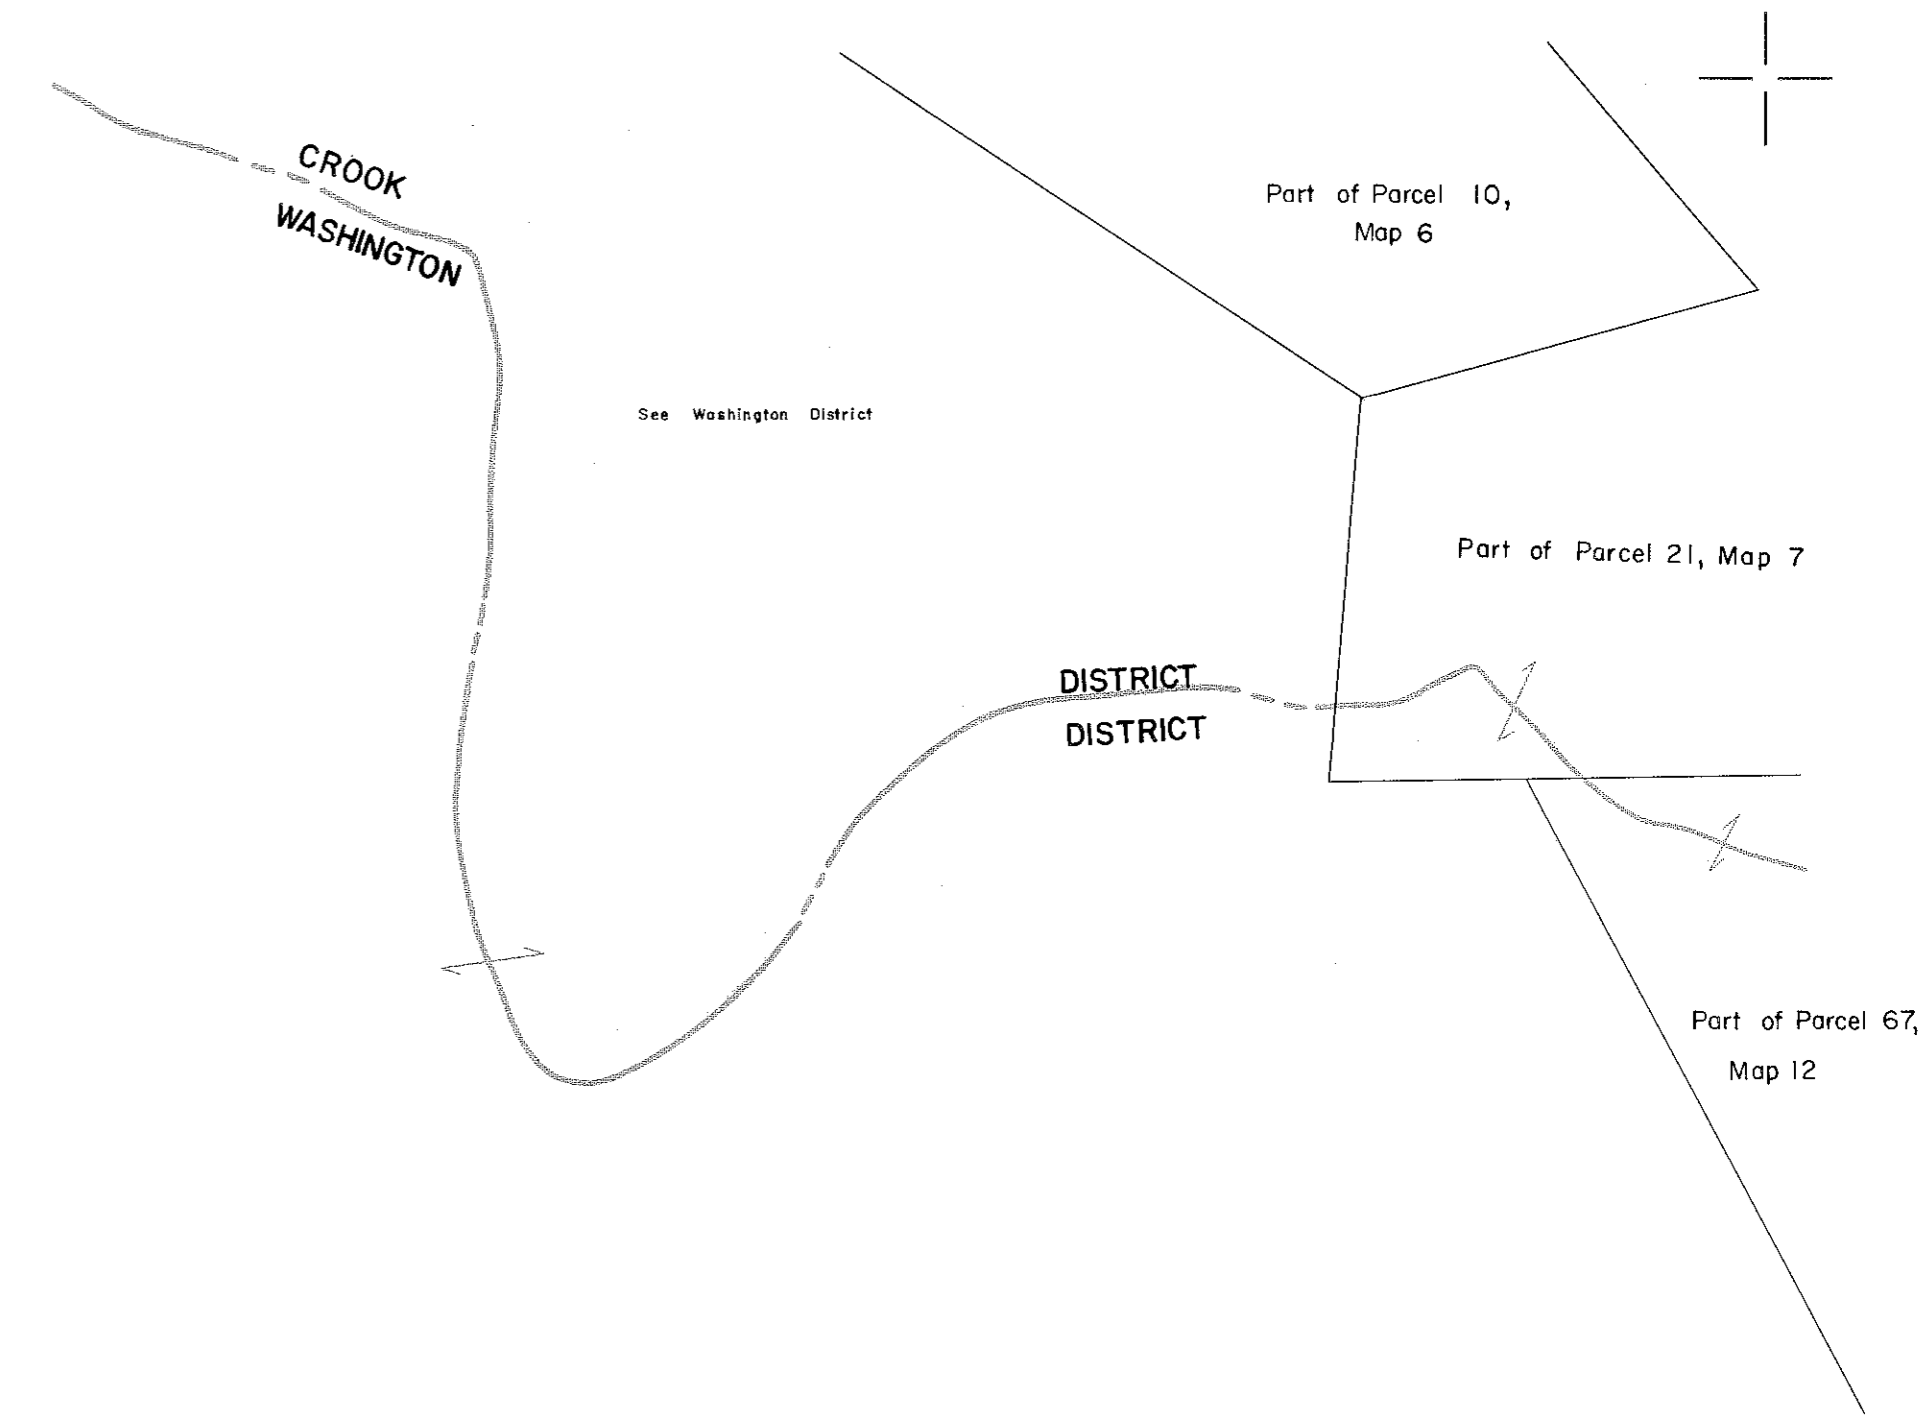 CROOK
WASHINGTON
Part of Parcel 10,
Map 6
See Washington District
Part of Parcel 21, Map 7
DISTRICT
DISTRICT
Part of Parcel 67,
Map 12